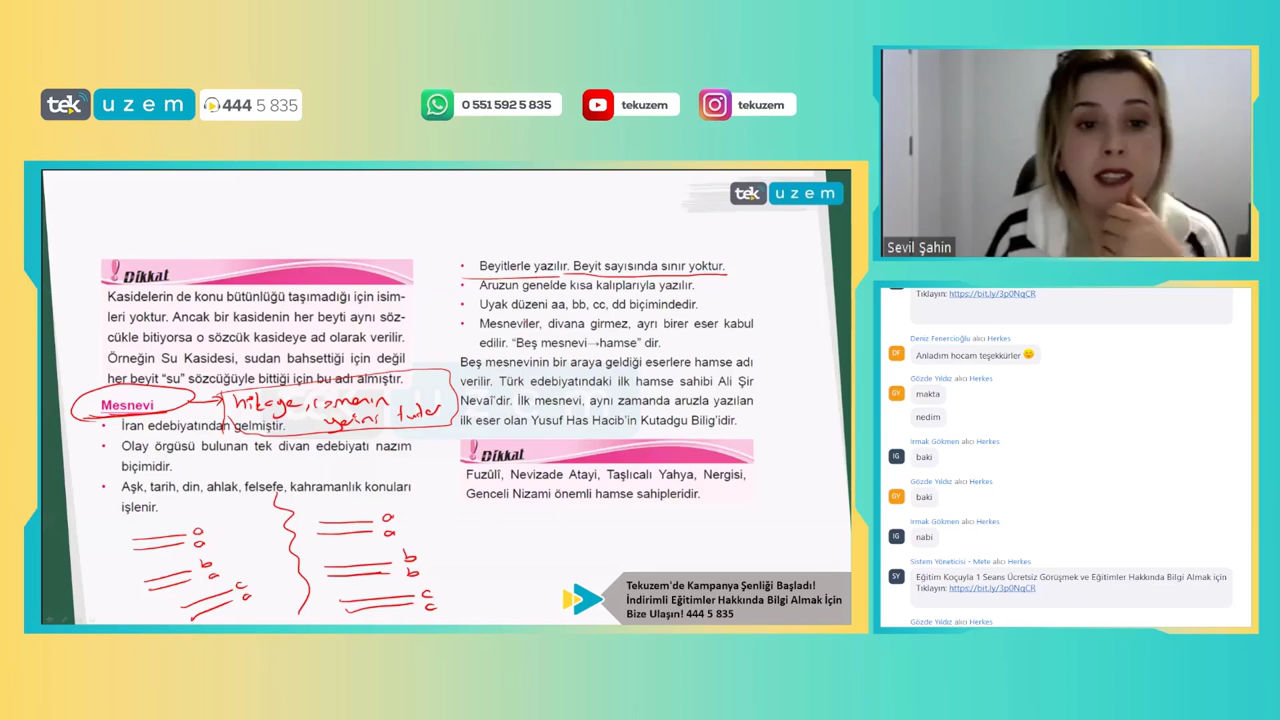 tek uzem 444 5 835
0 551 592 5 835
tekuzem
tekuzem
tek uzem
Dikkat
Kasidelerin de konu bütünlüğü taşımadığı için isim-
leri yoktur. Ancak bir kasidenin her beyti aynı söz-
cükle bitiyorsa o sözcük kasideye ad olarak verilir.
Örneğin Su Kasidesi, sudan bahsettiği için değil
her beyit “su” sözcüğüyle bittiği için bu adı almıştır.
Mesnevi
hikaye, romanın
yerini tutar
• İran edebiyatından gelmiştir.
• Olay örgüsü bulunan tek divan edebiyatı nazım
biçimidir.
• Aşk, tarih, din, ahlak, felsefe, kahramanlık konuları
işlenir.
a
a
b
a
c
a
a
a
b
b
c
c
• Beyitlerle yazılır. Beyit sayısında sınır yoktur.
• Aruzun genelde kısa kalıplarıyla yazılır.
• Uyak düzeni aa, bb, cc, dd biçimindedir.
• Mesneviler, divana girmez, ayrı birer eser kabul
edilir. “Beş mesnevi→hamse” dir.
Beş mesnevinin bir araya geldiği eserlere hamse adı
verilir. Türk edebiyatındaki ilk hamse sahibi Ali Şir
Nevaî’dir. İlk mesnevi, aynı zamanda aruzla yazılan
ilk eser olan Yusuf Has Hacib’in Kutadgu Bilig’idir.
Dikkat
Fuzûlî, Nevizade Atayi, Taşlıcalı Yahya, Nergisi,
Genceli Nizami önemli hamse sahipleridir.
Tekuzem'de Kampanya Şenliği Başladı!
İndirimli Eğitimler Hakkında Bilgi Almak İçin
Bize Ulaşın! 444 5 835
Sevil Şahin
Tıklayın: https://bit.ly/3p0NqCR
Deniz Fenercioğlu alıcı Herkes
DF Anladım hocam teşekkürler
Gözde Yıldız alıcı Herkes
GY makta
nedim
Irmak Gökmen alıcı Herkes
IG baki
Gözde Yıldız alıcı Herkes
GY baki
Irmak Gökmen alıcı Herkes
IG nabi
Sistem Yöneticisi - Mete alıcı Herkes
SY Eğitim Koçuyla 1 Seans Ücretsiz Görüşmek ve Eğitimler Hakkında Bilgi Almak için
Tıklayın: https://bit.ly/3p0NqCR
Gözde Yıldız alıcı Herkes